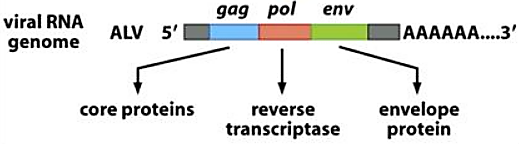 gag pol env
viral RNA genome
ALV 5′ AAAAAA....3′
core proteins
reverse transcriptase
envelope protein